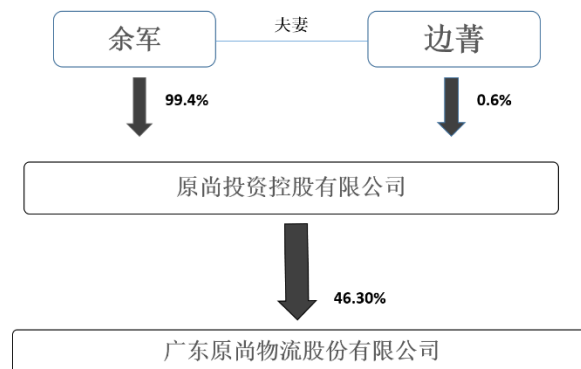 余军
夫妻
边菁
99.4%
0.6%
原尚投资控股有限公司
46.30%
广东原尚物流股份有限公司